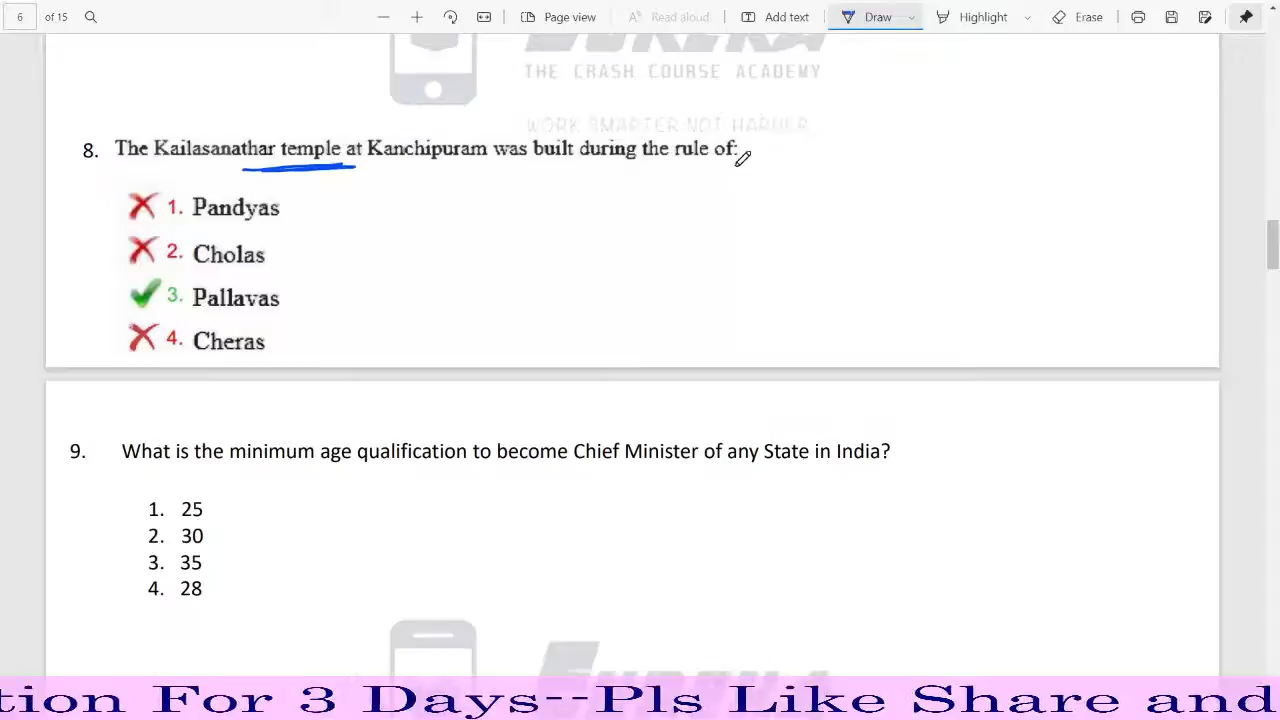 6 of 15 Page view Read aloud Add text Draw Highlight Erase
EUREKA
THE CRASH COURSE ACADEMY
WORK SMARTER NOT HARDER
8. The Kailasanathar temple at Kanchipuram was built during the rule of:
1. Pandyas
2. Cholas
3. Pallavas
4. Cheras
9. What is the minimum age qualification to become Chief Minister of any State in India?
1. 25
2. 30
3. 35
4. 28
tion For 3 Days--Pls Like Share and